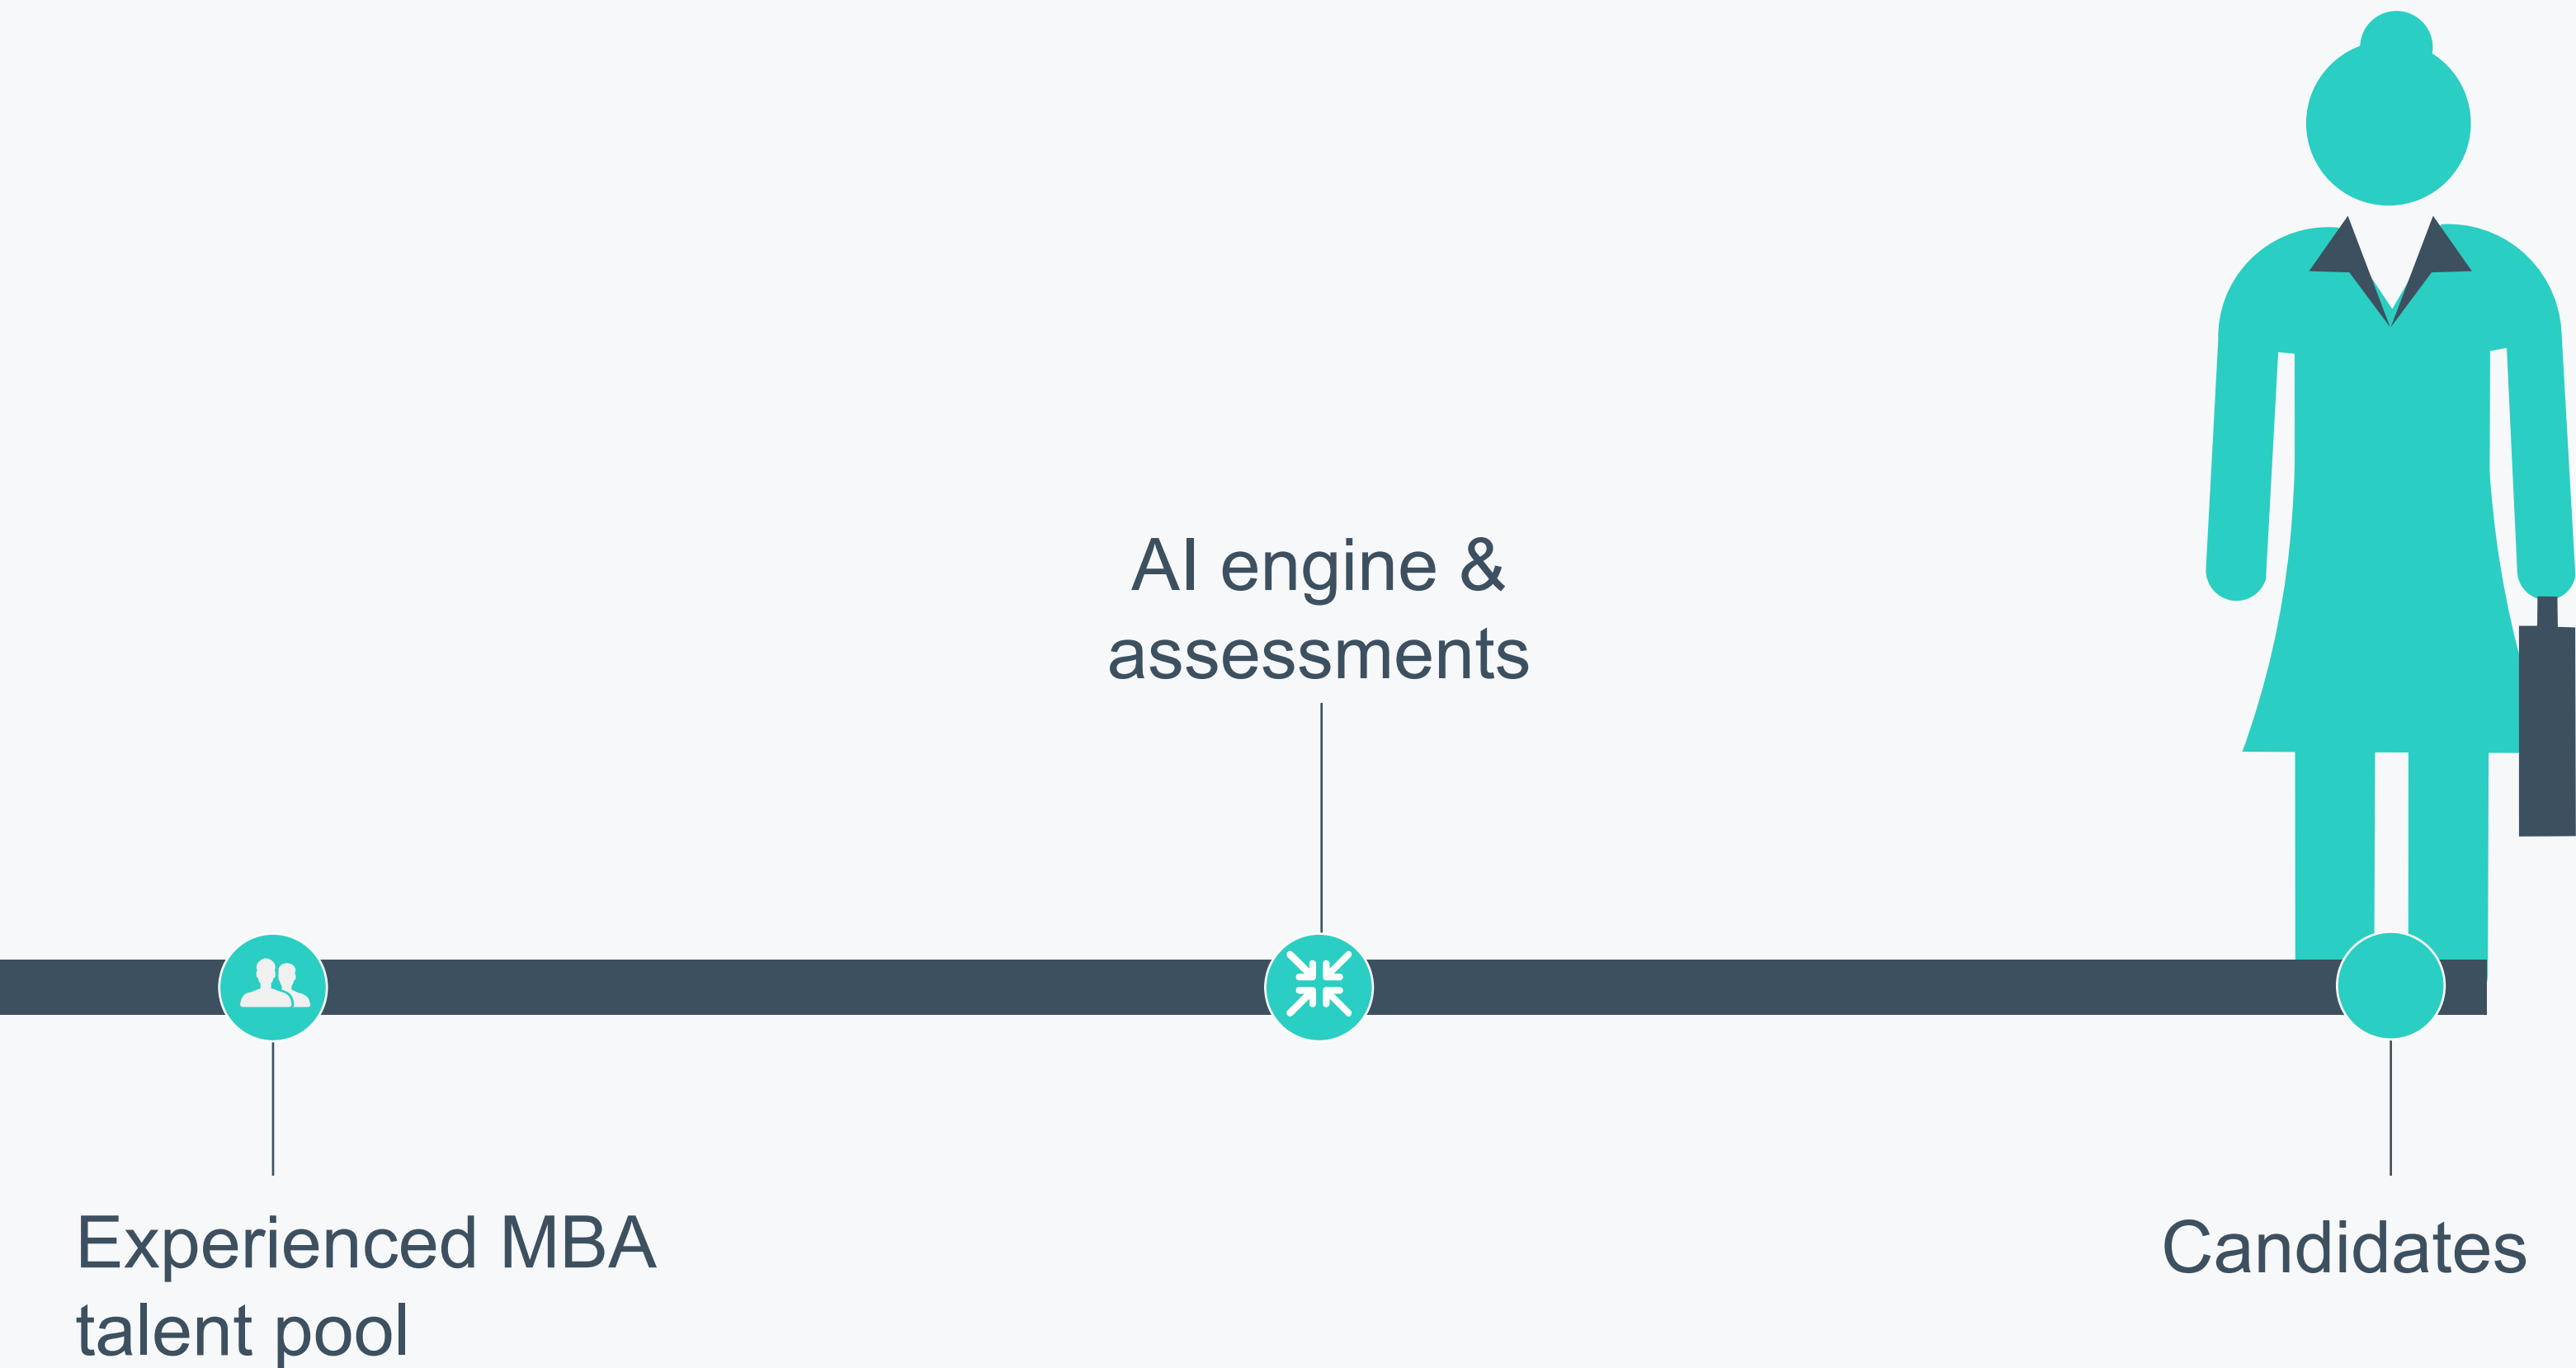 AI engine &
assessments
Experienced MBA
talent pool
Candidates